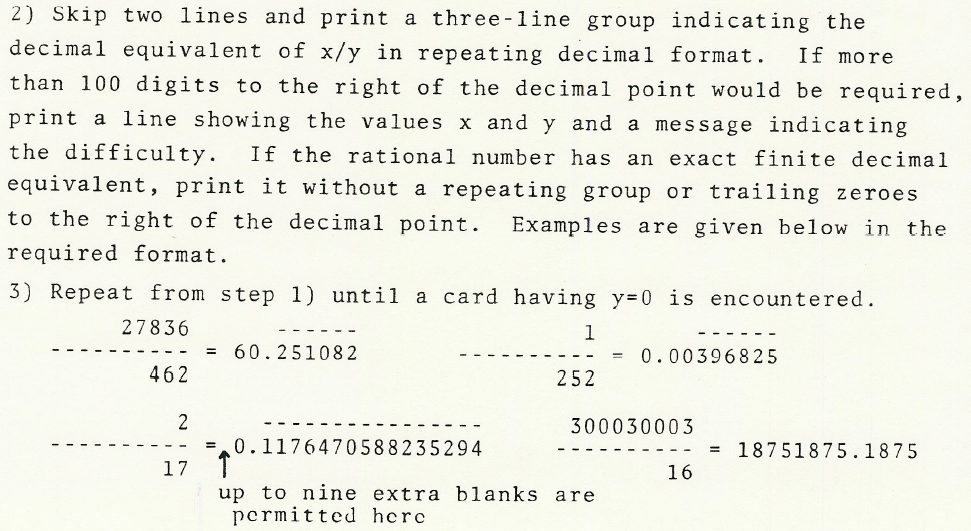 2) Skip two lines and print a three-line group indicating the
decimal equivalent of x/y in repeating decimal format.  If more
than 100 digits to the right of the decimal point would be required,
print a line showing the values x and y and a message indicating
the difficulty.  If the rational number has an exact finite decimal
equivalent, print it without a repeating group or trailing zeroes
to the right of the decimal point.  Examples are given below in the
required format.
3) Repeat from step 1) until a card having y=0 is encountered.
27836 ------ 1 ------
---------- = 60.251082 ---------- = 0.00396825
462 252
2 ---------------- 300030003
---------- = 0.1176470588235294 ---------- = 18751875.1875
17 16
up to nine extra blanks are
permitted here